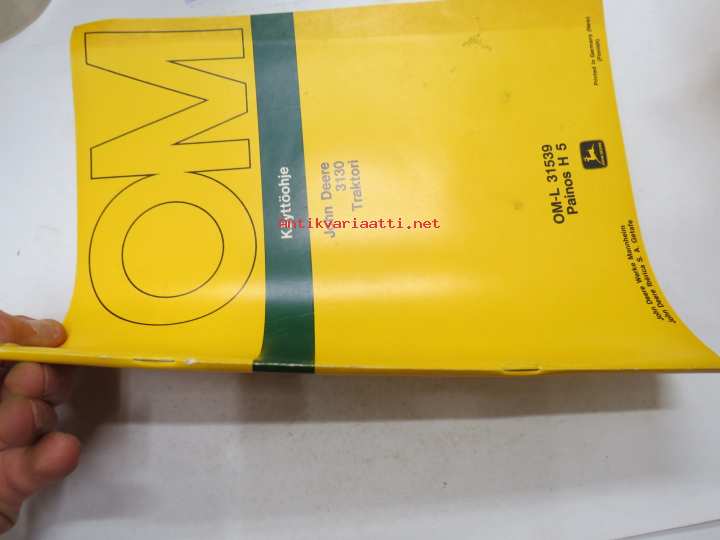 OM
Käyttöohje
John Deere
3130
Traktori
antikvariaatti.net
OM-L 31539
Painos H 5
John Deere Werke Mannheim
John Deere Ibérica S. A. Getafe
Printed in Germany
(Finnish)